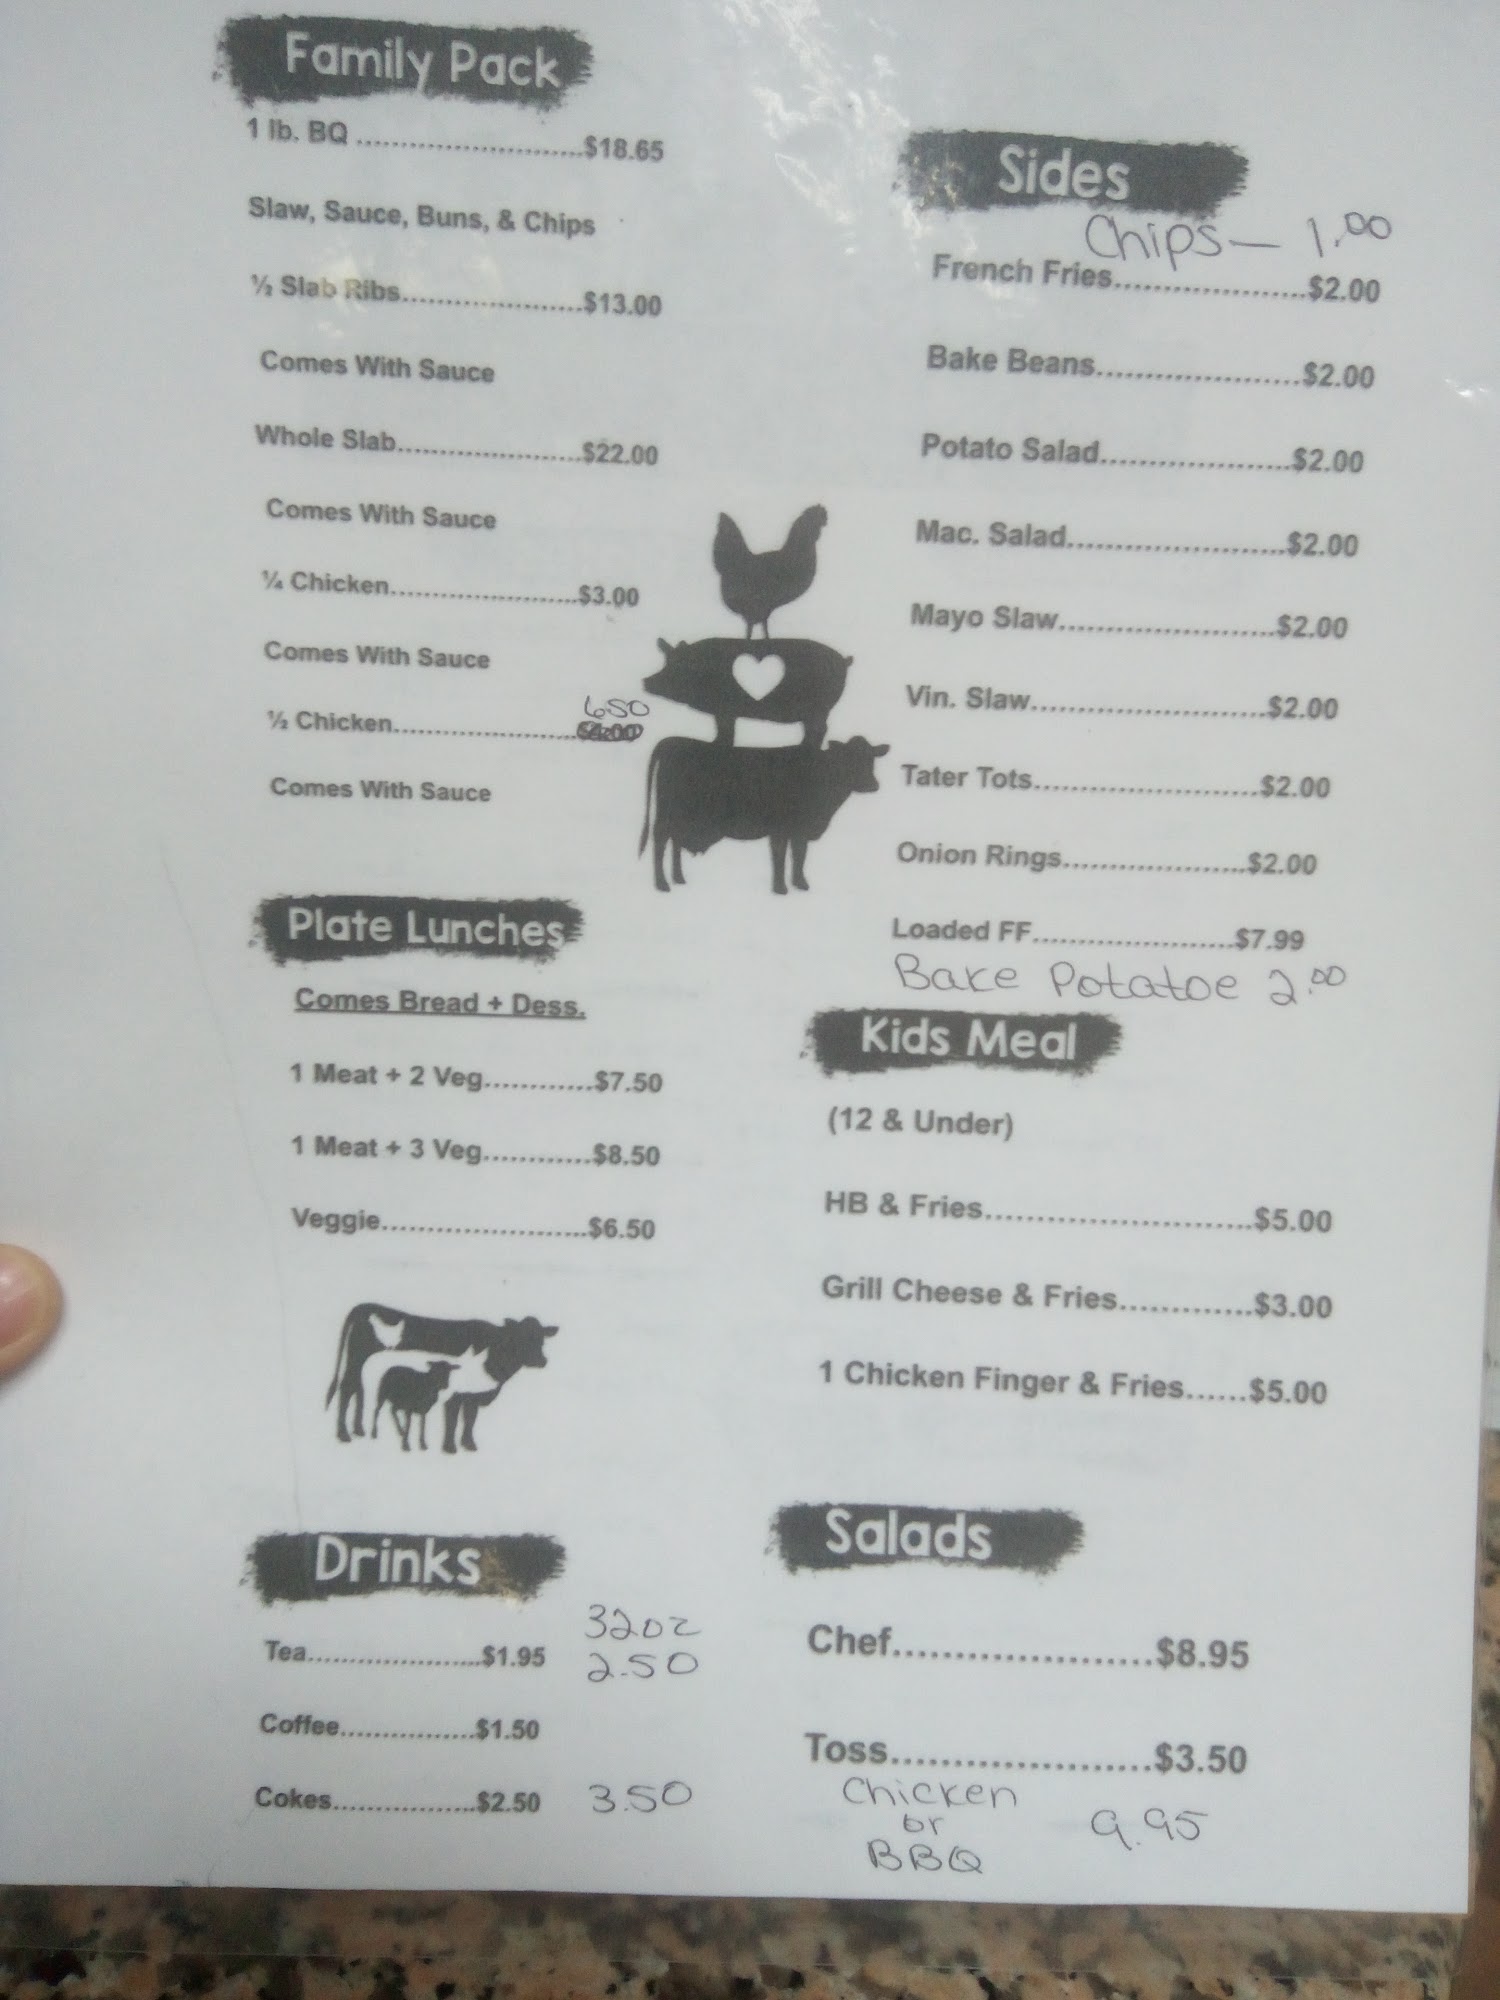 Family Pack
1 lb. BQ ..........................$18.65
Slaw, Sauce, Buns, & Chips
½ Slab Ribs.....................$13.00
Comes With Sauce
Whole Slab......................$22.00
Comes With Sauce
¼ Chicken.......................$3.00
Comes With Sauce
650
½ Chicken......................
Comes With Sauce
Plate Lunches
Comes Bread + Dess.
1 Meat + 2 Veg............$7.50
1 Meat + 3 Veg............$8.50
Veggie.......................$6.50
Drinks
32oz
Tea.....................$1.95 2.50
Coffee.................$1.50
Cokes..................$2.50 3.50
Sides
Chips— 1.00
French Fries.....................$2.00
Bake Beans......................$2.00
Potato Salad.....................$2.00
Mac. Salad........................$2.00
Mayo Slaw........................$2.00
Vin. Slaw..........................$2.00
Tater Tots.........................$2.00
Onion Rings.....................$2.00
Loaded FF.......................$7.99
Bake Potatoe 2.00
Kids Meal
(12 & Under)
HB & Fries..........................$5.00
Grill Cheese & Fries.............$3.00
1 Chicken Finger & Fries......$5.00
Salads
Chef......................$8.95
Toss......................$3.50
Chicken
or 9.95
BBQ